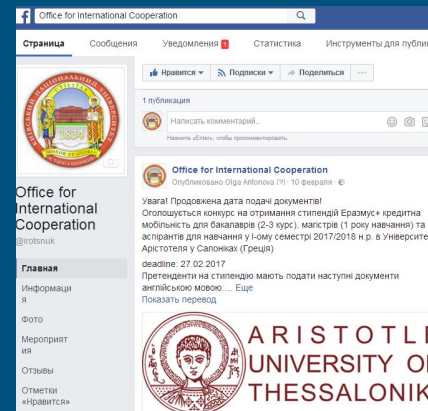 Office for International Cooperation
Страница Сообщения Уведомления 1 Статистика Инструменты для публи
Нравится Подписки Поделиться ...
1 публикация
Написать комментарий...
Нажмите «Enter», чтобы прокомментировать.
1834
Office for International Cooperation
Опубликовано Olga Antonova [?] · 10 февраля ·
Office for
International
Cooperation
@irotsnuk
Увага! Продовжена дата подачі документів!
Оголошується конкурс на отримання стипендій Еразмус+ кредитна
мобільність для бакалаврів (2-3 курс), магістрів (1 року навчання) та
аспірантів для навчання у І-ому семестрі 2017/2018 н.р. в Університе
Арістотеля у Салоніках (Греція)
deadline: 27.02.2017
Претенденти на стипендію мають подати наступні документи
англійською мовою:... Еще
Показать перевод
Главная
Информаци
я
Фото
Мероприят
ия
Отзывы
Отметки
«Нравится»
ARISTOTLE
UNIVERSITY O
THESSALONIK